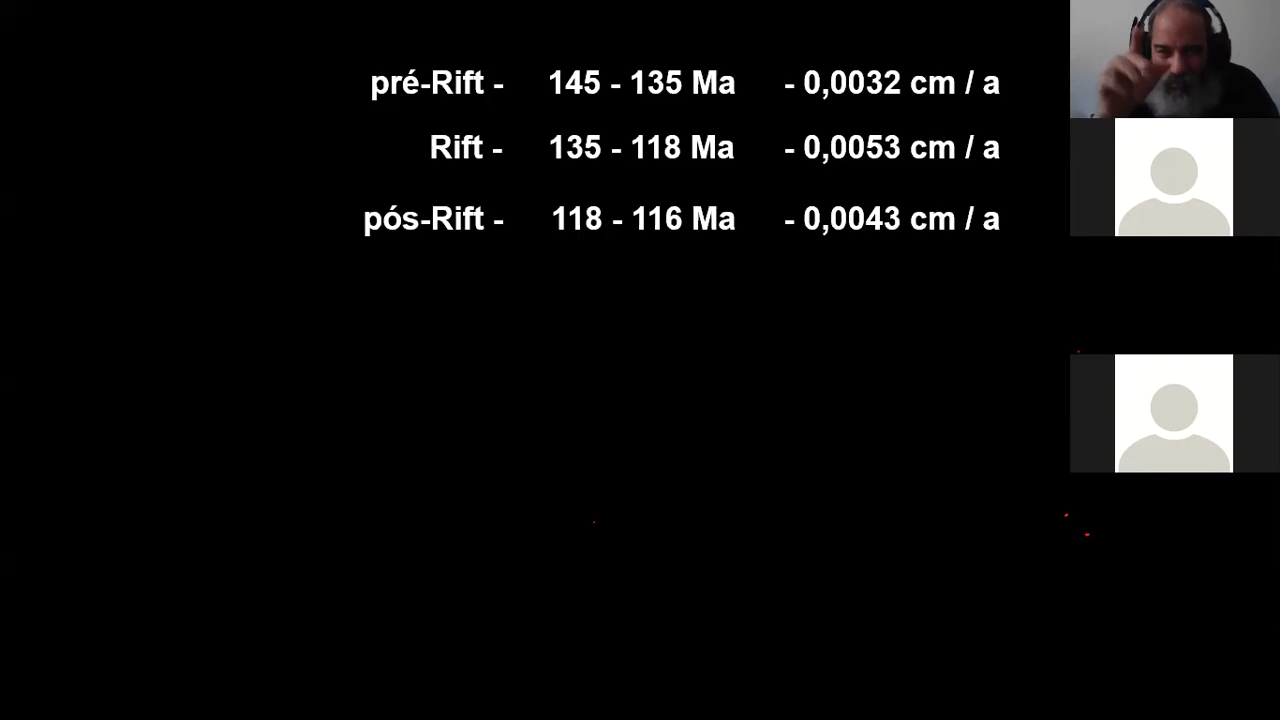 pré-Rift - 145 - 135 Ma - 0,0032 cm / a
Rift - 135 - 118 Ma - 0,0053 cm / a
pós-Rift - 118 - 116 Ma - 0,0043 cm / a